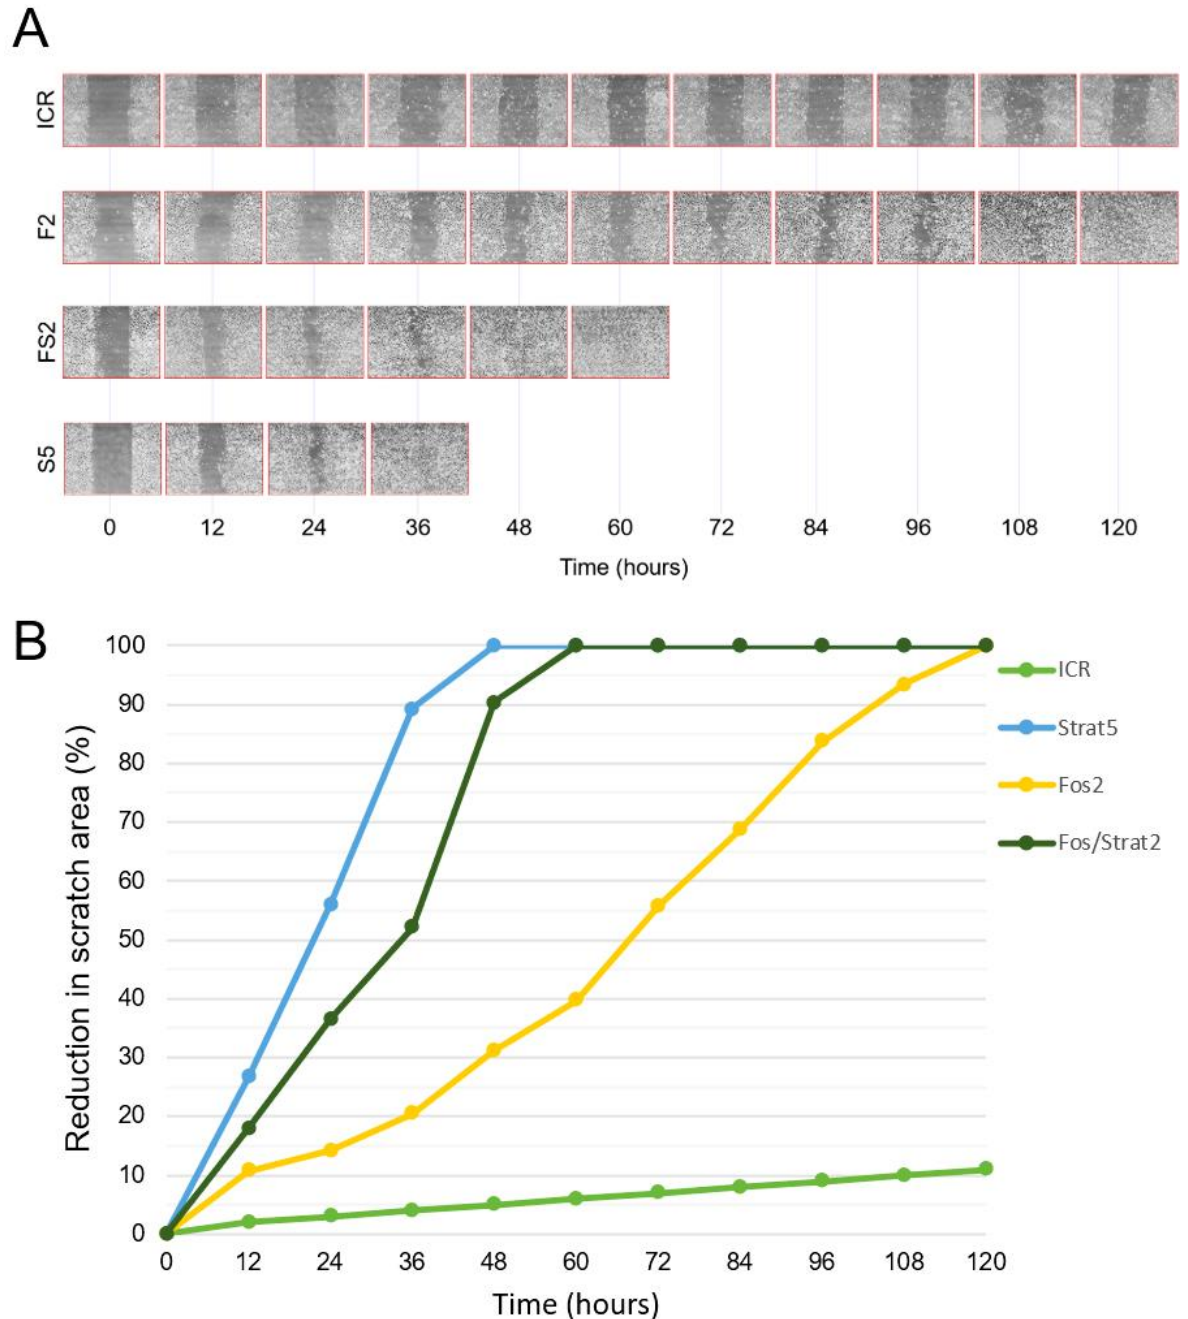 A
ICR
F2
FS2
S5
0 12 24 36 48 60 72 84 96 108 120
Time (hours)
B
Reduction in scratch area (%)
100
90
80
70
60
50
40
30
20
10
0
0 12 24 36 48 60 72 84 96 108 120
Time (hours)
ICR
Strat5
Fos2
Fos/Strat2